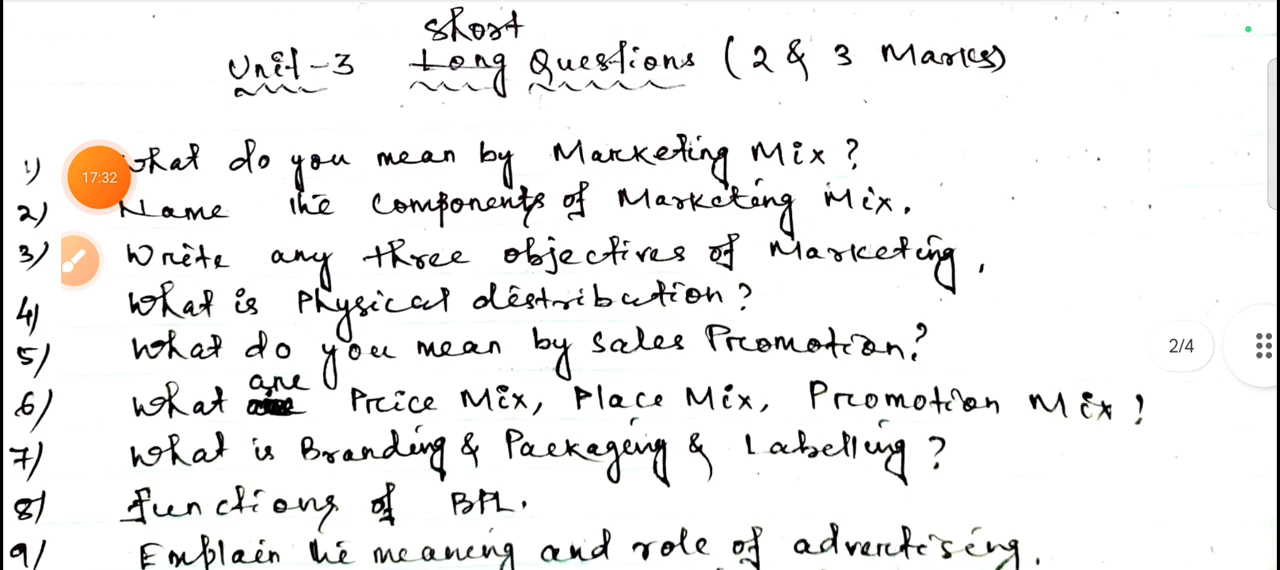 Short
Unit-3 Long Questions (2 & 3 Marks)
1) What do you mean by Marketing Mix?
17:32
2) Name the components of Marketing Mix.
3) Write any three objectives of Marketing.
4) What is Physical distribution?
5) What do you mean by Sales Promotion?
2/4
are
6) What Price Mix, Place Mix, Promotion Mix!
7) What is Branding & Packaging & Labelling?
8) functions of BPL.
9) Explain the meaning and role of advertising.